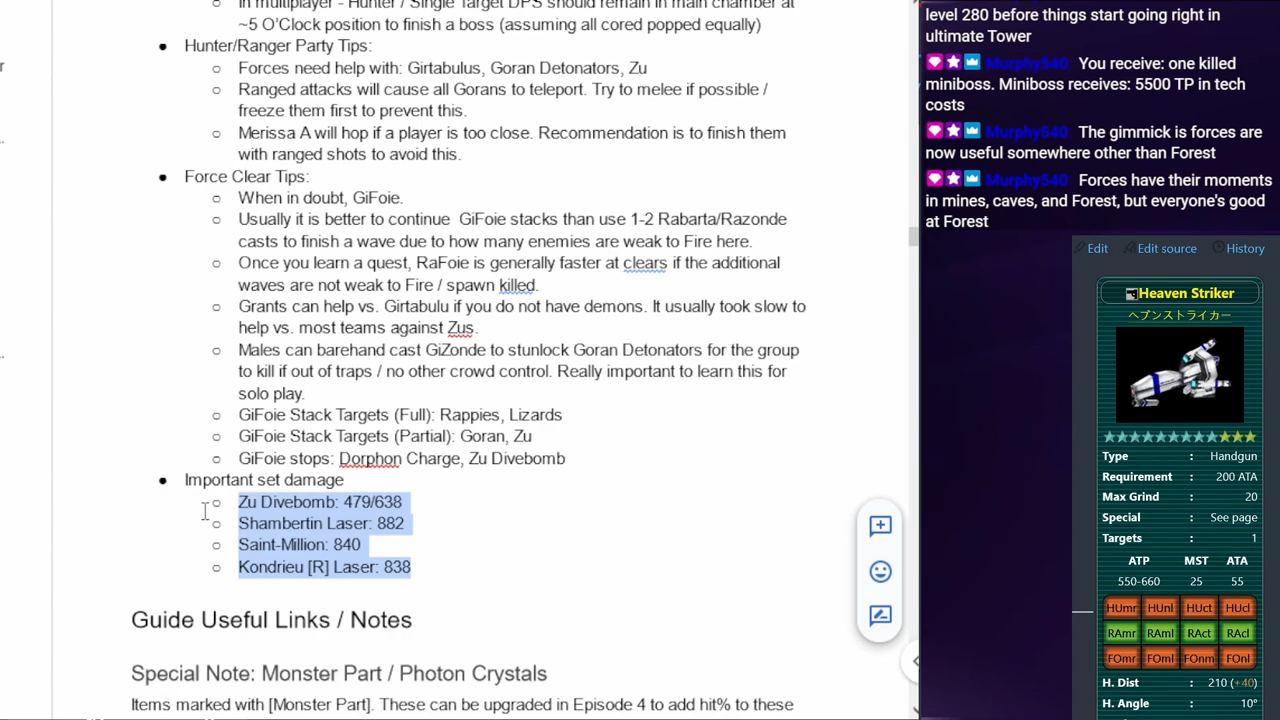 In multiplayer - Hunter / Single Target DPS should remain in main chamber at
~5 O'Clock position to finish a boss (assuming all cored popped equally)
● Hunter/Ranger Party Tips:
○ Forces need help with: Girtabulus, Goran Detonators, Zu
○ Ranged attacks will cause all Gorans to teleport. Try to melee if possible /
freeze them first to prevent this.
○ Merissa A will hop if a player is too close. Recommendation is to finish them
with ranged shots to avoid this.
● Force Clear Tips:
○ When in doubt, GiFoie.
○ Usually it is better to continue GiFoie stacks than use 1-2 Rabarta/Razonde
casts to finish a wave due to how many enemies are weak to Fire here.
○ Once you learn a quest, RaFoie is generally faster at clears if the additional
waves are not weak to Fire / spawn killed.
○ Grants can help vs. Girtabulu if you do not have demons. It usually took slow to
help vs. most teams against Zus.
○ Males can barehand cast GiZonde to stunlock Goran Detonators for the group
to kill if out of traps / no other crowd control. Really important to learn this for
solo play.
○ GiFoie Stack Targets (Full): Rappies, Lizards
○ GiFoie Stack Targets (Partial): Goran, Zu
○ GiFoie stops: Dorphon Charge, Zu Divebomb
● Important set damage
○ Zu Divebomb: 479/638
○ Shambertin Laser: 882
○ Saint-Million: 840
○ Kondrieu [R] Laser: 838
Guide Useful Links / Notes
Special Note: Monster Part / Photon Crystals
Items marked with [Monster Part]. These can be upgraded in Episode 4 to add hit% to these
level 280 before things start going right in
ultimate Tower
Murphy540: You receive: one killed
miniboss. Miniboss receives: 5500 TP in tech
costs
Murphy540: The gimmick is forces are
now useful somewhere other than Forest
Murphy540: Forces have their moments
in mines, caves, and Forest, but everyone's good
at Forest
Edit Edit source History
Heaven Striker
ヘブンストライカー
★★★★★★★★★★★★
Type : Handgun
Requirement : 200 ATA
Max Grind : 20
Special : See page
Targets : 1
ATP MST ATA
550-660 25 55
HUmr HUnl HUct HUcl
RAmr RAml RAct RAcl
FOmr FOml FOnm FOnl
H. Dist : 210 (+40)
H. Angle : 10°